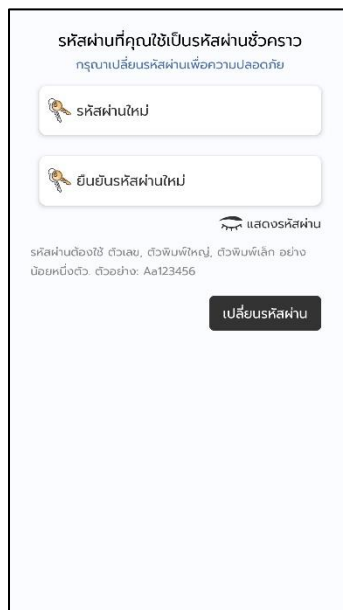 รหัสผ่านที่คุณใช้เป็นรหัสผ่านชั่วคราว
กรุณาเปลี่ยนรหัสผ่านเพื่อความปลอดภัย
รหัสผ่านใหม่
ยืนยันรหัสผ่านใหม่
แสดงรหัสผ่าน
รหัสผ่านต้องใช้ ตัวเลข, ตัวพิมพ์ใหญ่, ตัวพิมพ์เล็ก อย่าง
น้อยหนึ่งตัว. ตัวอย่าง: Aa123456
เปลี่ยนรหัสผ่าน